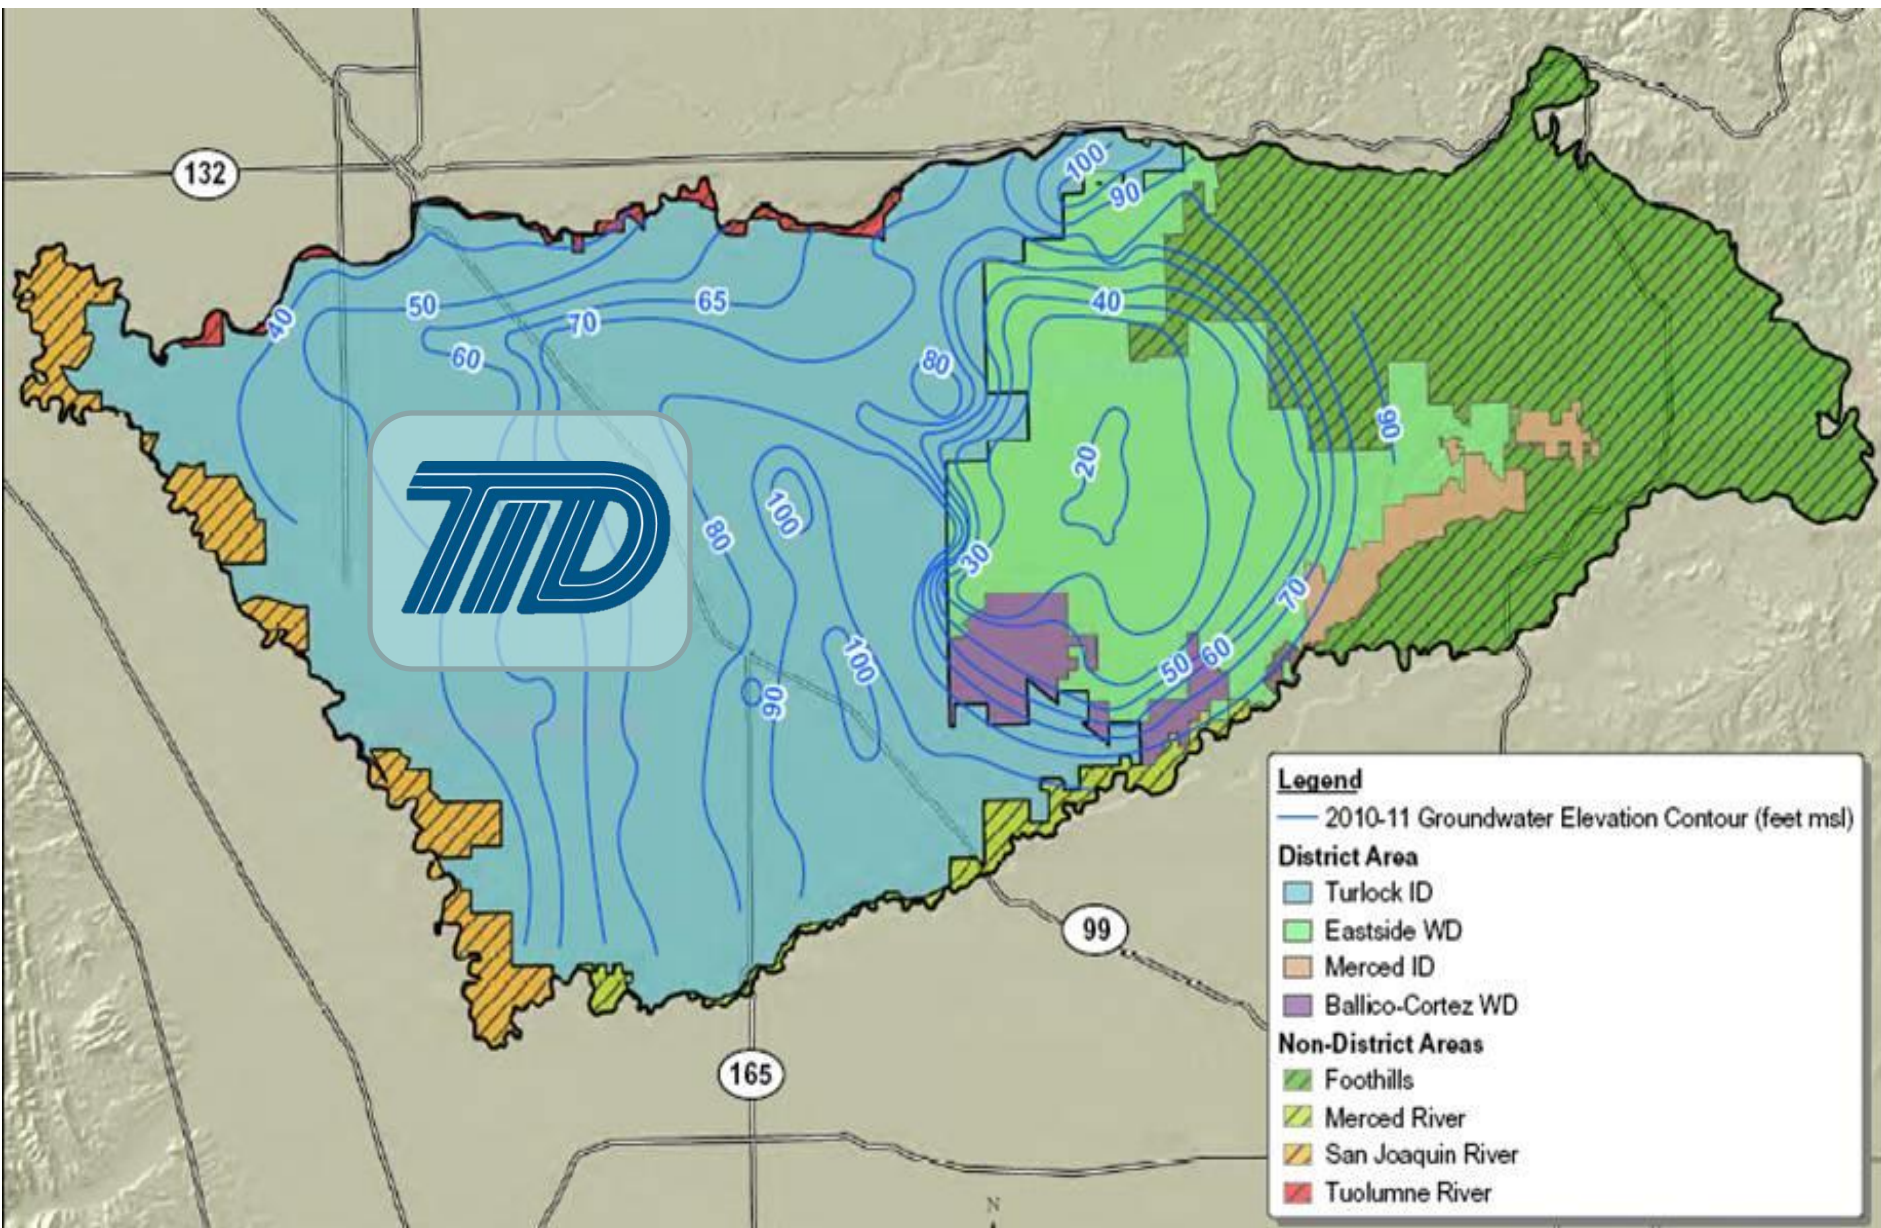 132
100
90
40
50
65
70
60
40
80
90
20
100
80
30
70
100
50
60
90
TID
99
165
N
Legend
2010-11 Groundwater Elevation Contour (feet msl)
District Area
Turlock ID
Eastside WD
Merced ID
Ballico-Cortez WD
Non-District Areas
Foothills
Merced River
San Joaquin River
Tuolumne River